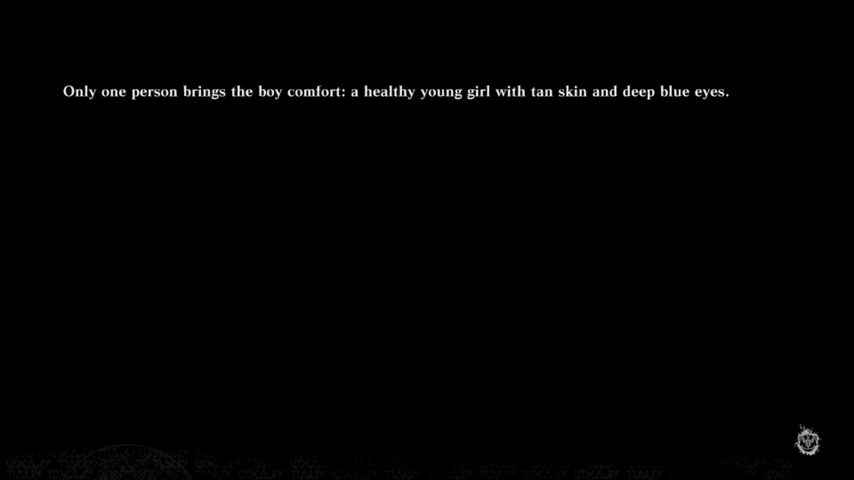 Only one person brings the boy comfort: a healthy young girl with tan skin and deep blue eyes.